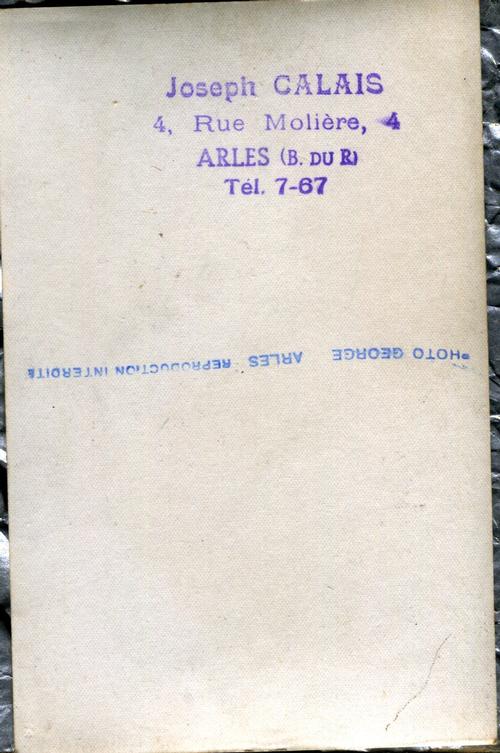 Joseph CALAIS
4, Rue Molière, 4
ARLES (B. DU R)
Tél. 7-67
PHOTO GEORGE ARLES REPRODUCTION INTERDITE